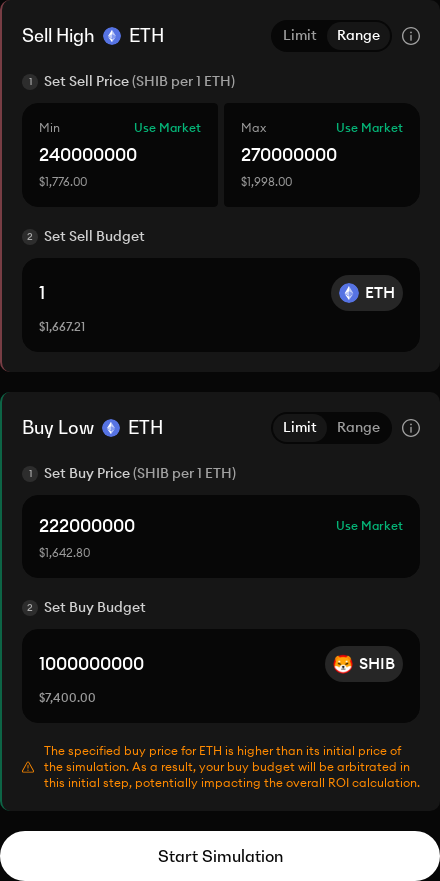 Sell High ETH Limit Range
1 Set Sell Price (SHIB per 1 ETH)
Min Use Market Max Use Market
240000000 270000000
$1,776.00 $1,998.00
2 Set Sell Budget
1 ETH
$1,667.21
Buy Low ETH Limit Range
1 Set Buy Price (SHIB per 1 ETH)
222000000 Use Market
$1,642.80
2 Set Buy Budget
1000000000 SHIB
$7,400.00
The specified buy price for ETH is higher than its initial price of
the simulation. As a result, your buy budget will be arbitrated in
this initial step, potentially impacting the overall ROI calculation.
Start Simulation